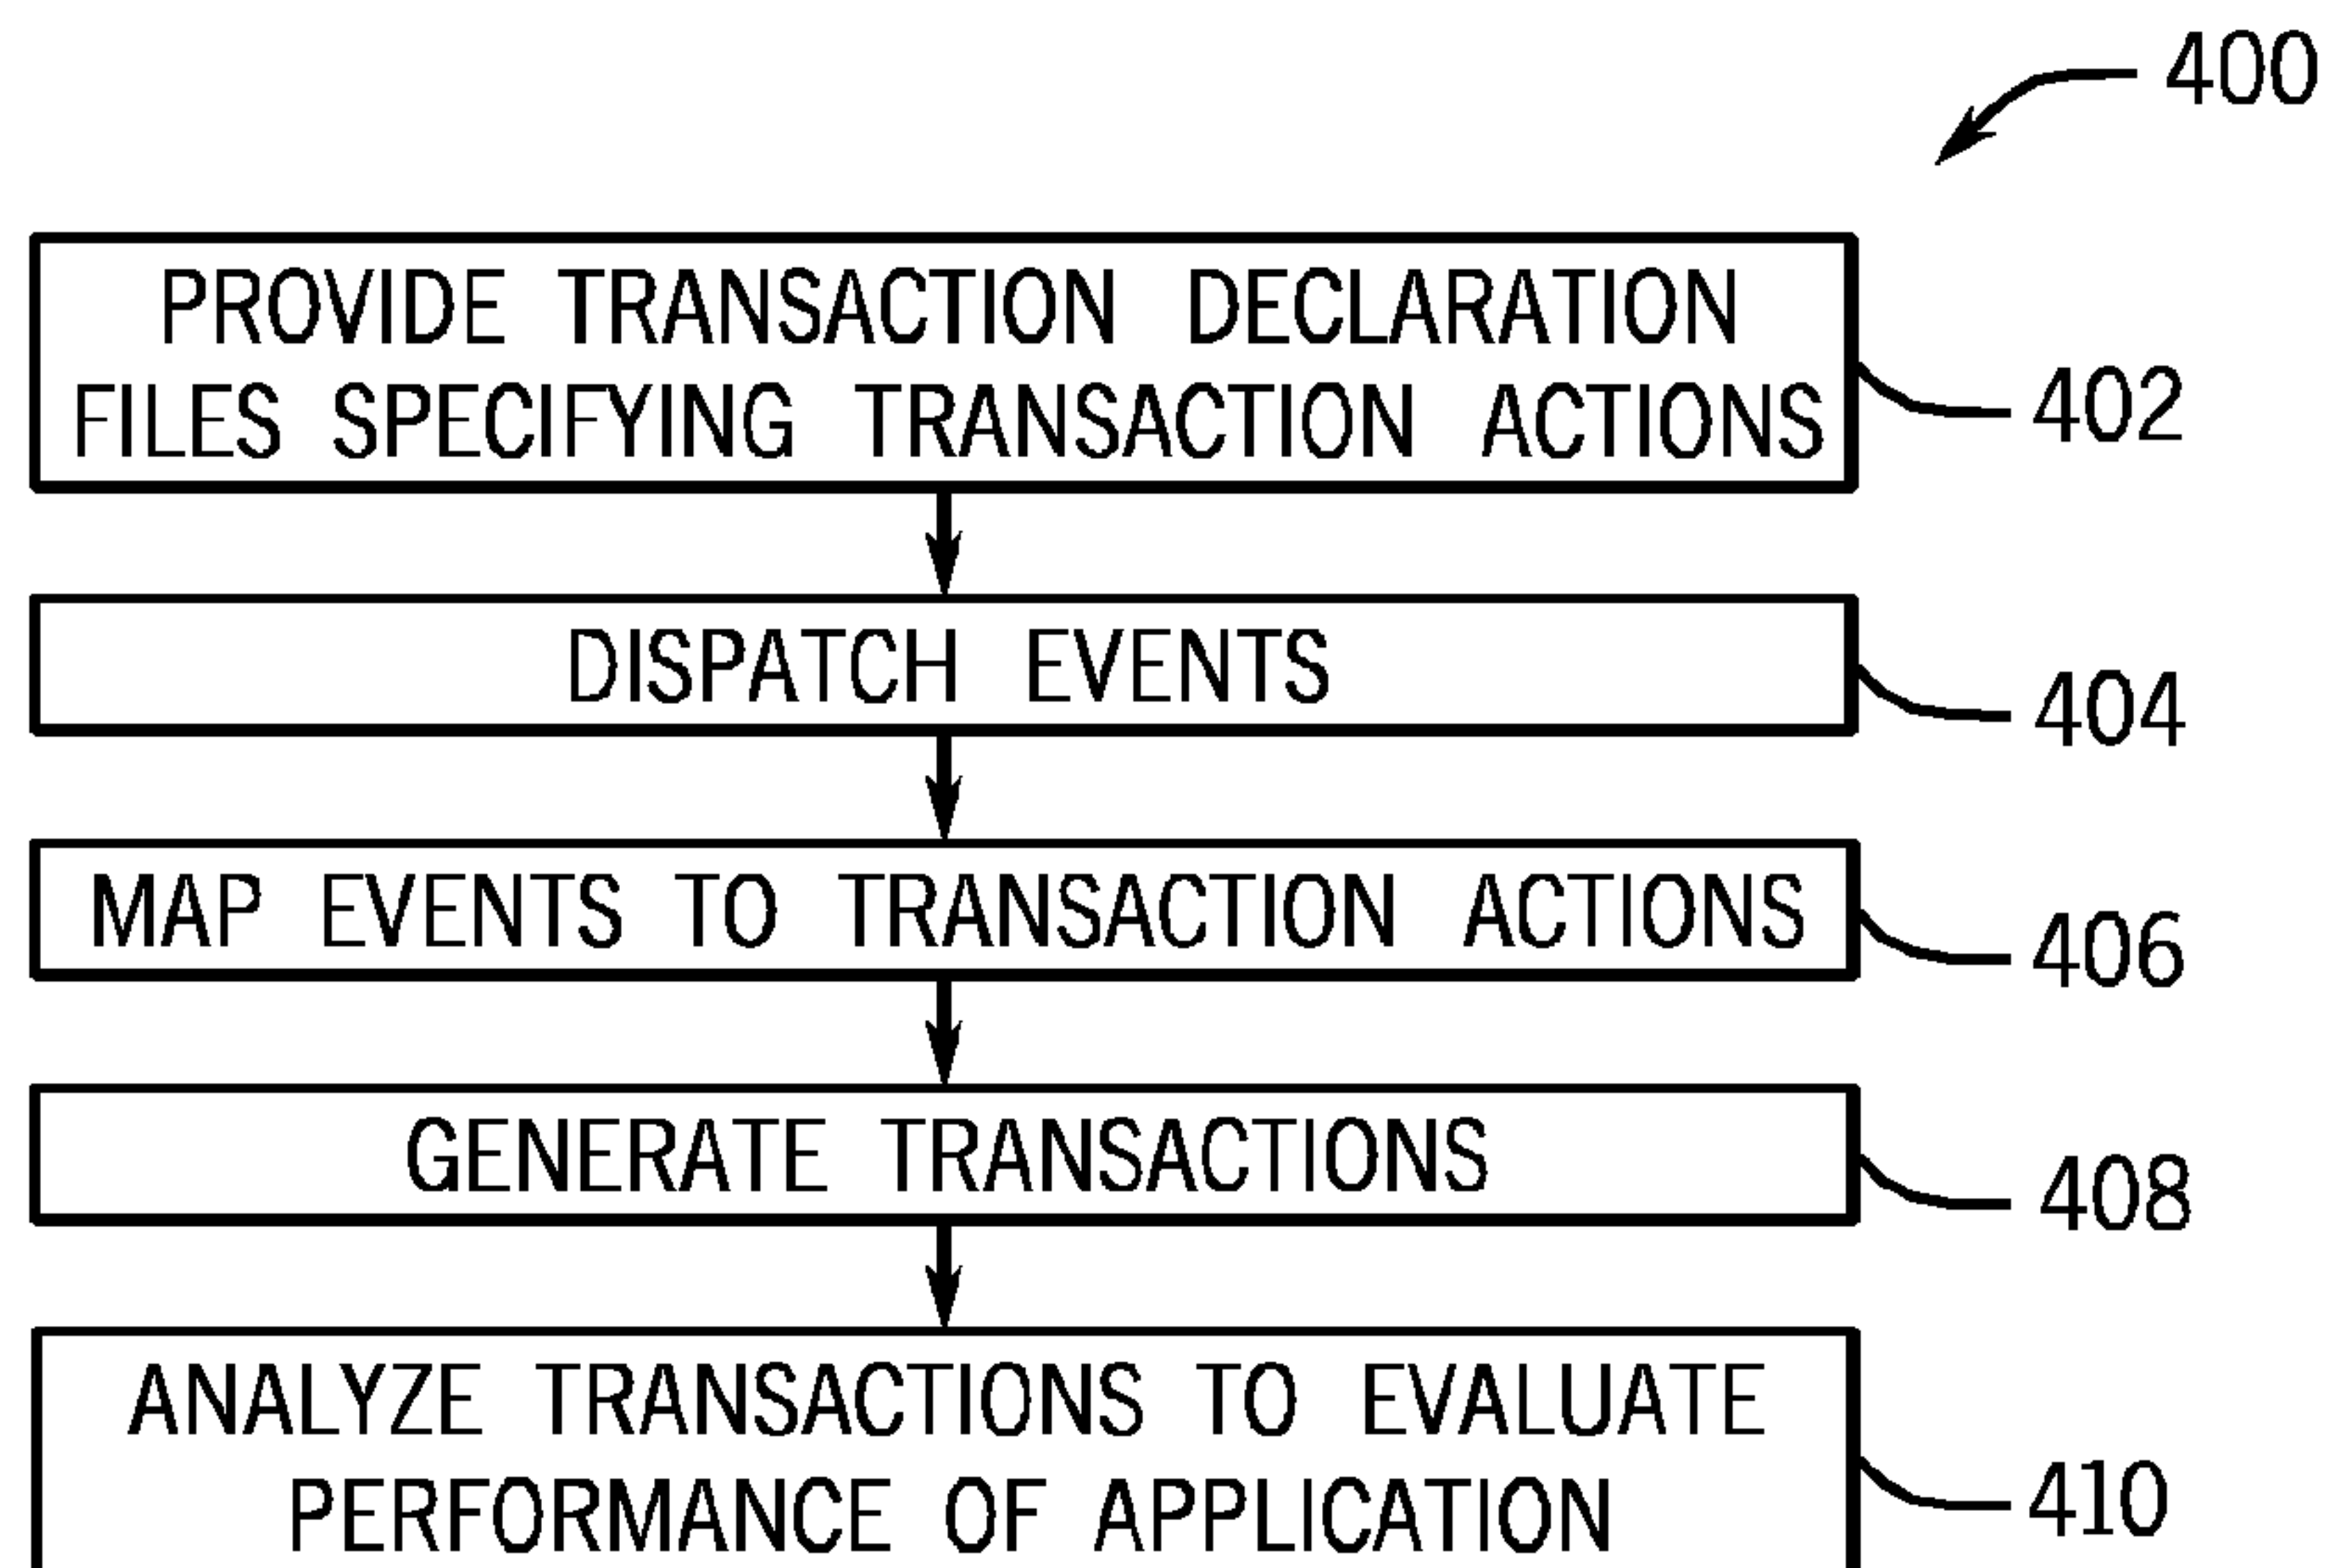 400
PROVIDE TRANSACTION DECLARATION
FILES SPECIFYING TRANSACTION ACTIONS
402
DISPATCH EVENTS
404
MAP EVENTS TO TRANSACTION ACTIONS
406
GENERATE TRANSACTIONS
408
ANALYZE TRANSACTIONS TO EVALUATE
PERFORMANCE OF APPLICATION
410